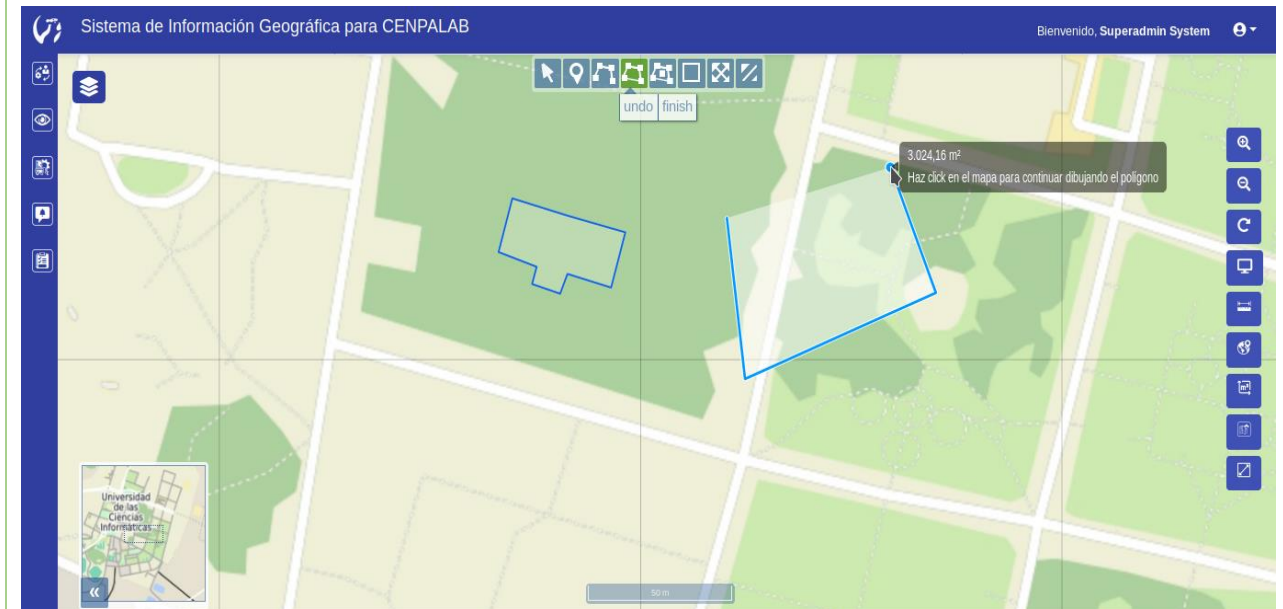 Sistema de Información Geográfica para CENPALAB
Bienvenido, Superadmin System
undo finish
3.024,16 m²
Haz click en el mapa para continuar dibujando el polígono
Universidad
de las
Ciencias
Informáticas
«
50 m
m²